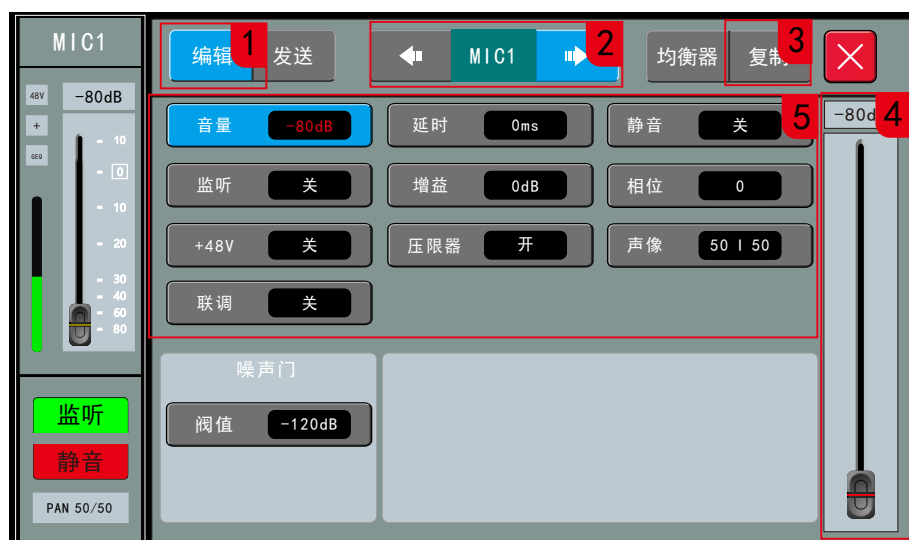 MIC1
48V
-80dB
+
GEQ
- 10
- 0
- 10
- 20
- 30
- 40
- 60
- 80
监听
静音
PAN 50/50
编辑 1 发送
MIC1 2
均衡器 复制 3
音量 -80dB 延时 0ms 静音 关 5
监听 关 增益 0dB 相位 0
+48V 关 压限器 开 声像 50 I 50
联调 关
噪声门
阀值 -120dB
-80d 4